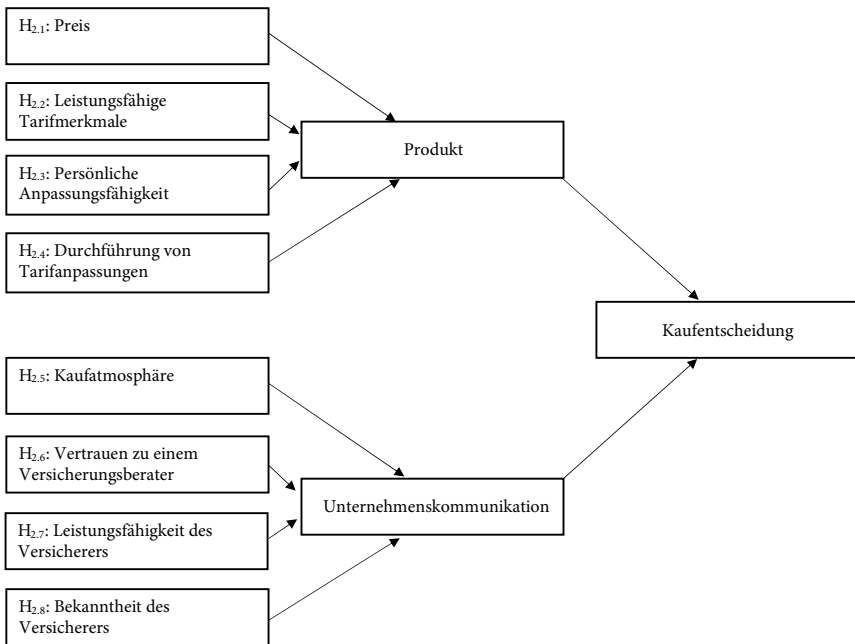 H2.1: Preis
H2.2: Leistungsfähige
Tarifmerkmale
H2.3: Persönliche
Anpassungsfähigkeit
H2.4: Durchführung von
Tarifanpassungen
Produkt
Kaufentscheidung
H2.5: Kaufatmosphäre
H2.6: Vertrauen zu einem
Versicherungsberater
H2.7: Leistungsfähigkeit des
Versicherers
H2.8: Bekanntheit des
Versicherers
Unternehmenskommunikation